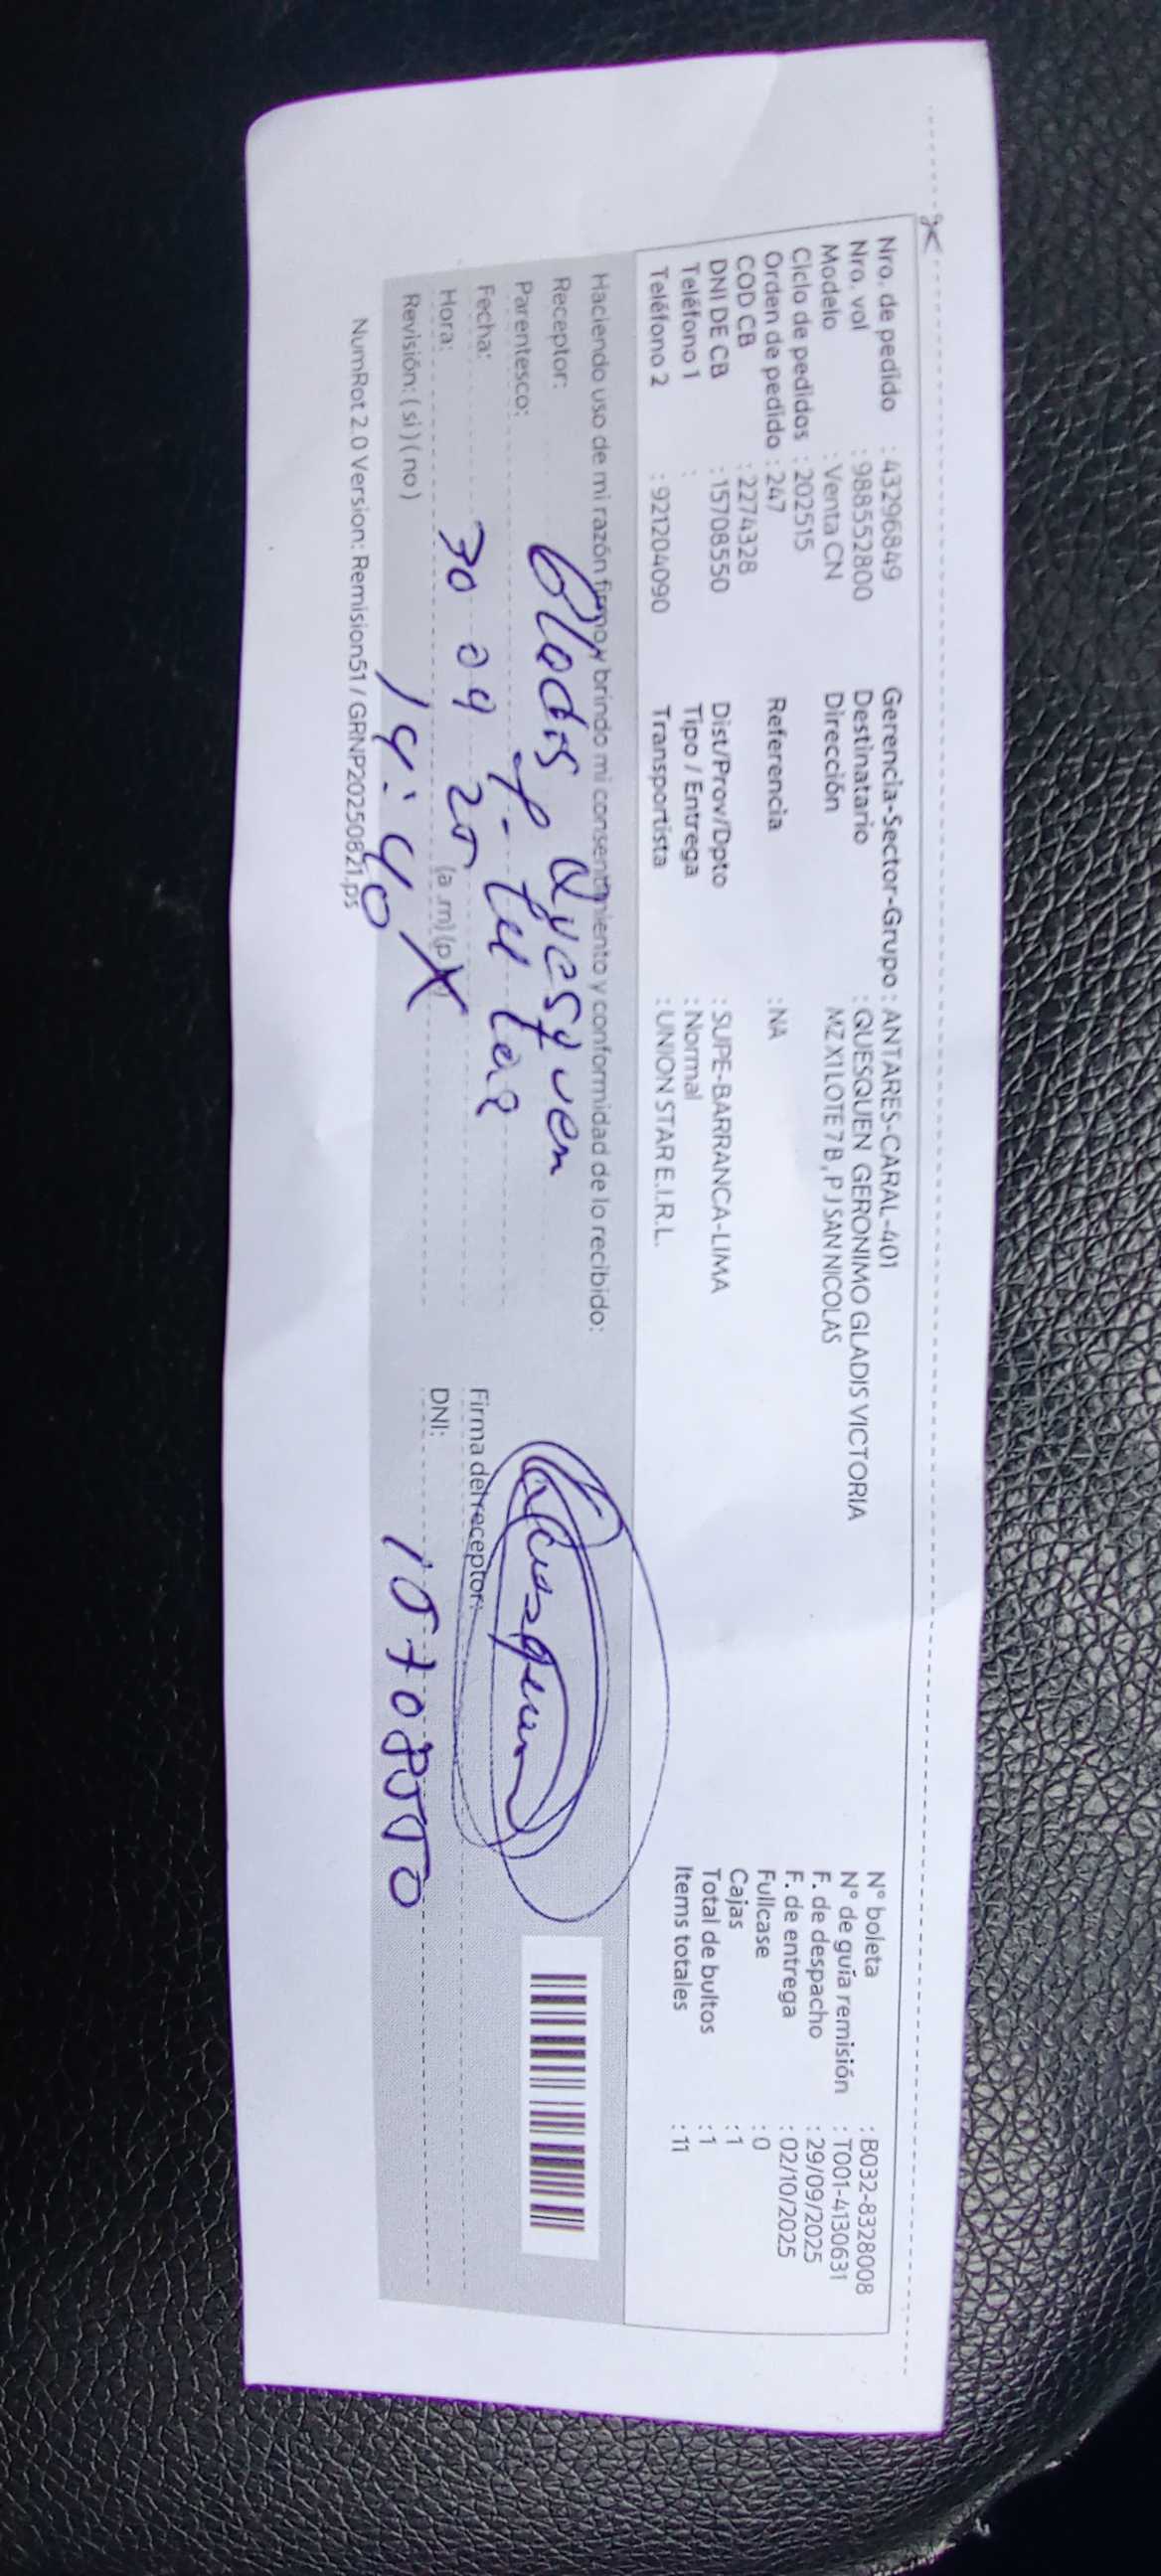 Nro. de pedido : 43296849
Nro. vol : 988552800
Modelo : Venta CN
Ciclo de pedidos : 202515
Orden de pedido : 247
COD CB : 2274328
DNI DE CB : 15708550
Teléfono 1 :
Teléfono 2 : 921204090
Gerencia-Sector-Grupo : ANTARES-CARAL-401
Destinatario : QUESQUEN GERONIMO GLADIS VICTORIA
Dirección MZ X1 LOTE 7 B , P J SAN NICOLAS
Referencia : NA
Dist/Prov/Dpto : SUPE-BARRANCA-LIMA
Tipo / Entrega : Normal
Transportista : UNION STAR E.I.R.L.
N° boleta : B032-8328008
N° de guía remisión : T001-4130631
F. de despacho : 29/09/2025
F. de entrega : 02/10/2025
Fullcase : 0
Cajas : 1
Total de bultos : 1
Items totales : 11
Haciendo uso de mi razón firmo y brindo mi consentimiento y conformidad de lo recibido:
Receptor: Gladis Quesquen
Parentesco: titular
Fecha: 30 09 25
Hora: 14:40 (a .m) (p X
Revisión: ( si ) ( no )
Firma del receptor:
DNI: 15708550
NumRot 2.0 Version: Remision51 / GRNP20250821.ps